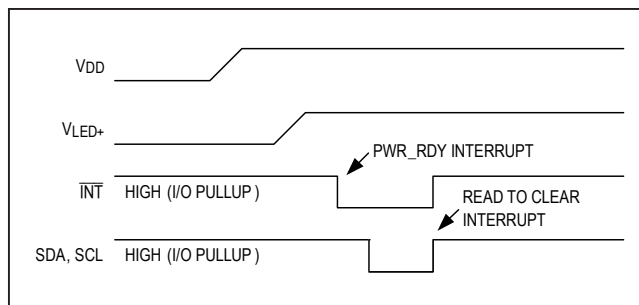 VDD
VLED+
PWR_RDY INTERRUPT
INT HIGH (I/O PULLUP )
READ TO CLEAR
INTERRUPT
SDA, SCL HIGH (I/O PULLUP )